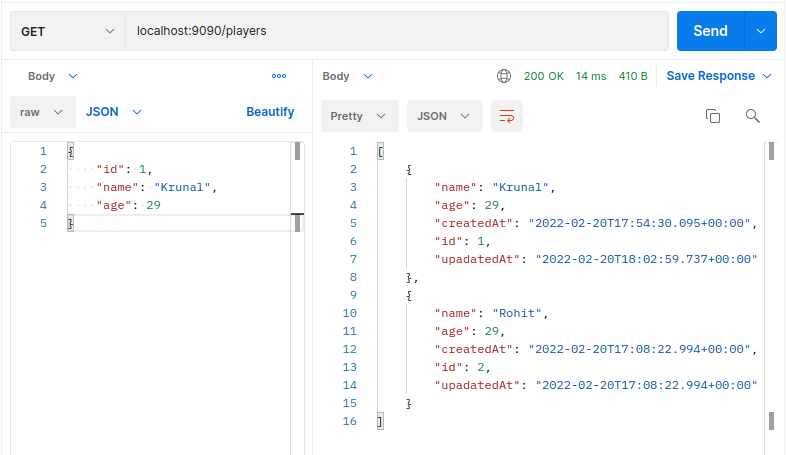 GET localhost:9090/players Send
Body
raw JSON Beautify
1 {
2 "id": 1,
3 "name": "Krunal",
4 "age": 29
5 }
Body 200 OK 14 ms 410 B Save Response
Pretty JSON
1 [
2 {
3 "name": "Krunal",
4 "age": 29,
5 "createdAt": "2022-02-20T17:54:30.095+00:00",
6 "id": 1,
7 "upadatedAt": "2022-02-20T18:02:59.737+00:00"
8 },
9 {
10 "name": "Rohit",
11 "age": 29,
12 "createdAt": "2022-02-20T17:08:22.994+00:00",
13 "id": 2,
14 "upadatedAt": "2022-02-20T17:08:22.994+00:00"
15 }
16 ]